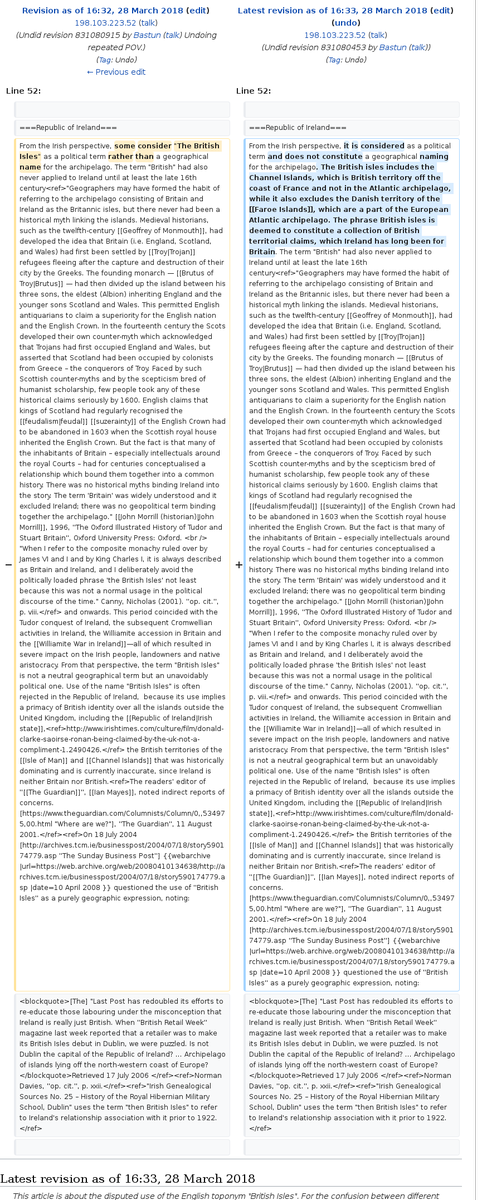 Revision as of 16:32, 28 March 2018 (edit)
198.103.223.52 (talk)
(Undid revision 831080915 by Bastun (talk) Undoing
repeated POV.)
(Tag: Undo)
← Previous edit
Latest revision as of 16:33, 28 March 2018 (edit)
(undo)
198.103.223.52 (talk)
(Undid revision 831080453 by Bastun (talk))
(Tag: Undo)
Line 52:
Line 52:
===Republic of Ireland===
===Republic of Ireland===
−
From the Irish perspective, some consider "The British
Isles" as a political term rather than a geographical
name for the archipelago. The term "British" had also
never applied to Ireland until at least the late 16th
century<ref>"Geographers may have formed the habit of
referring to the archipelago consisting of Britain and
Ireland as the Britannic isles, but there never had been a
historical myth linking the islands. Medieval historians,
such as the twelfth-century [[Geoffrey of Monmouth]], had
developed the idea that Britain (i.e. England, Scotland,
and Wales) had first been settled by [[Troy|Trojan]]
refugees fleeing after the capture and destruction of their
city by the Greeks. The founding monarch — [[Brutus of
Troy|Brutus]] — had then divided up the island between his
three sons, the eldest (Albion) inheriting England and the
younger sons Scotland and Wales. This permitted English
antiquarians to claim a superiority for the English nation
and the English Crown. In the fourteenth century the Scots
developed their own counter-myth which acknowledged
that Trojans had first occupied England and Wales, but
asserted that Scotland had been occupied by colonists
from Greece – the conquerors of Troy. Faced by such
Scottish counter-myths and by the scepticism bred of
humanist scholarship, few people took any of these
historical claims seriously by 1600. English claims that
kings of Scotland had regularly recognised the
[[feudalism|feudal]] [[suzerainty]] of the English Crown had
to be abandoned in 1603 when the Scottish royal house
inherited the English Crown. But the fact is that many of
the inhabitants of Britain – especially intellectuals around
the royal Courts – had for centuries conceptualised a
relationship which bound them together into a common
history. There was no historical myths binding Ireland into
the story. The term 'Britain' was widely understood and it
excluded Ireland; there was no geopolitical term binding
together the archipelago." [[John Morrill (historian)|John
Morrill]], 1996, ''The Oxford Illustrated History of Tudor and
Stuart Britain'', Oxford University Press: Oxford. <br />
"When I refer to the composite monarchy ruled over by
James VI and I and by King Charles I, it is always described
as Britain and Ireland, and I deliberately avoid the
politically loaded phrase 'the British Isles' not least
because this was not a normal usage in the political
discourse of the time." Canny, Nicholas (2001). ''op. cit.'',
p. viii.</ref> and onwards. This period coincided with the
Tudor conquest of Ireland, the subsequent Cromwellian
activities in Ireland, the Williamite accession in Britain and
the [[Williamite War in Ireland]]—all of which resulted in
severe impact on the Irish people, landowners and native
aristocracy. From that perspective, the term "British Isles"
is not a neutral geographical term but an unavoidably
political one. Use of the name "British Isles" is often
rejected in the Republic of Ireland, because its use implies
a primacy of British identity over all the islands outside the
United Kingdom, including the [[Republic of Ireland|Irish
state]],<ref>http://www.irishtimes.com/culture/film/donald-
clarke-saoirse-ronan-being-claimed-by-the-uk-not-a-
compliment-1.2490426.</ref> the British territories of the
[[Isle of Man]] and [[Channel Islands]] that was historically
dominating and is currently inaccurate, since Ireland is
neither Britain nor British.<ref>The readers' editor of
''[[The Guardian]]'', [[Ian Mayes]], noted indirect reports of
concerns.
[https://www.theguardian.com/Columnists/Column/0,,53497
5,00.html "Where are we?"], ''The Guardian'', 11 August
2001.</ref><ref>On 18 July 2004
[http://archives.tcm.ie/businesspost/2004/07/18/story5901
74779.asp ''The Sunday Business Post''] {{webarchive
|url=https://web.archive.org/web/20080410134638/http://a
rchives.tcm.ie/businesspost/2004/07/18/story590174779.a
sp |date=10 April 2008 }} questioned the use of ''British
Isles'' as a purely geographic expression, noting:
+
From the Irish perspective, it is considered as a political
term and does not constitute a geographical naming
for the archipelago. The British isles includes the
Channel Islands, which is British territory off the
coast of France and not in the Atlantic archipelago,
while it also excludes the Danish territory of the
[[Faroe Islands]], which are a part of the European
Atlantic archipelago. The phrase British isles is
deemed to constitute a collection of British
territorial claims, which Ireland has long been for
Britain. The term "British" had also never applied to
Ireland until at least the late 16th
century<ref>"Geographers may have formed the habit of
referring to the archipelago consisting of Britain and
Ireland as the Britannic isles, but there never had been a
historical myth linking the islands. Medieval historians,
such as the twelfth-century [[Geoffrey of Monmouth]], had
developed the idea that Britain (i.e. England, Scotland,
and Wales) had first been settled by [[Troy|Trojan]]
refugees fleeing after the capture and destruction of their
city by the Greeks. The founding monarch — [[Brutus of
Troy|Brutus]] — had then divided up the island between
his three sons, the eldest (Albion) inheriting England and
the younger sons Scotland and Wales. This permitted
English antiquarians to claim a superiority for the English
nation and the English Crown. In the fourteenth century the
Scots developed their own counter-myth which
acknowledged that Trojans had first occupied England and
Wales, but asserted that Scotland had been occupied by
colonists from Greece – the conquerors of Troy. Faced by
such Scottish counter-myths and by the scepticism bred of
humanist scholarship, few people took any of these
historical claims seriously by 1600. English claims that
kings of Scotland had regularly recognised the
[[feudalism|feudal]] [[suzerainty]] of the English Crown had
to be abandoned in 1603 when the Scottish royal house
inherited the English Crown. But the fact is that many of
the inhabitants of Britain – especially intellectuals around
the royal Courts – had for centuries conceptualised a
relationship which bound them together into a common
history. There was no historical myths binding Ireland into
the story. The term 'Britain' was widely understood and it
excluded Ireland; there was no geopolitical term binding
together the archipelago." [[John Morrill (historian)|John
Morrill]], 1996, ''The Oxford Illustrated History of Tudor and
Stuart Britain'', Oxford University Press: Oxford. <br />
"When I refer to the composite monarchy ruled over by
James VI and I and by King Charles I, it is always described
as Britain and Ireland, and I deliberately avoid the
politically loaded phrase 'the British Isles' not least
because this was not a normal usage in the political
discourse of the time." Canny, Nicholas (2001). ''op. cit.'',
p. viii.</ref> and onwards. This period coincided with the
Tudor conquest of Ireland, the subsequent Cromwellian
activities in Ireland, the Williamite accession in Britain and
the [[Williamite War in Ireland]]—all of which resulted in
severe impact on the Irish people, landowners and native
aristocracy. From that perspective, the term "British Isles"
is not a neutral geographical term but an unavoidably
political one. Use of the name "British Isles" is often
rejected in the Republic of Ireland, because its use implies
a primacy of British identity over all the islands outside the
United Kingdom, including the [[Republic of Ireland|Irish
state]],<ref>http://www.irishtimes.com/culture/film/donald-
clarke-saoirse-ronan-being-claimed-by-the-uk-not-a-
compliment-1.2490426.</ref> the British territories of the
[[Isle of Man]] and [[Channel Islands]] that was historically
dominating and is currently inaccurate, since Ireland is
neither Britain nor British.<ref>The readers' editor of
''[[The Guardian]]'', [[Ian Mayes]], noted indirect reports of
concerns.
[https://www.theguardian.com/Columnists/Column/0,,53497
5,00.html "Where are we?"], ''The Guardian'', 11 August
2001.</ref><ref>On 18 July 2004
[http://archives.tcm.ie/businesspost/2004/07/18/story5901
74779.asp ''The Sunday Business Post''] {{webarchive
|url=https://web.archive.org/web/20080410134638/http://a
rchives.tcm.ie/businesspost/2004/07/18/story590174779.a
sp |date=10 April 2008 }} questioned the use of ''British
Isles'' as a purely geographic expression, noting:
<blockquote>[The] "Last Post has redoubled its efforts to
re-educate those labouring under the misconception that
Ireland is really just British. When ''British Retail Week''
magazine last week reported that a retailer was to make
its British Isles debut in Dublin, we were puzzled. Is not
Dublin the capital of the Republic of Ireland? ... Archipelago
of islands lying off the north-western coast of Europe?
</blockquote>Retrieved 17 July 2006 </ref><ref>Norman
Davies, ''op. cit.'', p. xxii.</ref><ref>"Irish Genealogical
Sources No. 25 – History of the Royal Hibernian Military
School, Dublin" uses the term "then British Isles" to refer
to Ireland's relationship association with it prior to 1922.
</ref>
<blockquote>[The] "Last Post has redoubled its efforts to
re-educate those labouring under the misconception that
Ireland is really just British. When ''British Retail Week''
magazine last week reported that a retailer was to make
its British Isles debut in Dublin, we were puzzled. Is not
Dublin the capital of the Republic of Ireland? ... Archipelago
of islands lying off the north-western coast of Europe?
</blockquote>Retrieved 17 July 2006 </ref><ref>Norman
Davies, ''op. cit.'', p. xxii.</ref><ref>"Irish Genealogical
Sources No. 25 – History of the Royal Hibernian Military
School, Dublin" uses the term "then British Isles" to refer
to Ireland's relationship association with it prior to 1922.
</ref>
Latest revision as of 16:33, 28 March 2018
This article is about the disputed use of the English toponym "British Isles". For the confusion between different